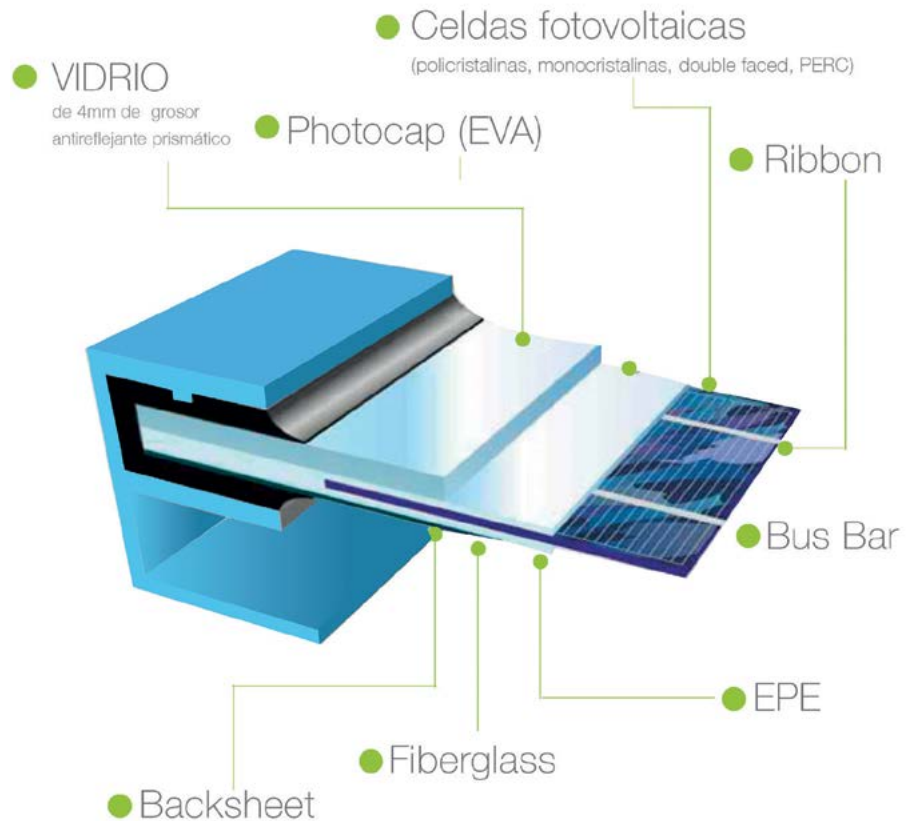 Celdas fotovoltaicas
(policristalinas, monocristalinas, double faced, PERC)
VIDRIO
de 4mm de grosor
antireflejante prismático
Photocap (EVA)
Ribbon
Bus Bar
EPE
Fiberglass
Backsheet